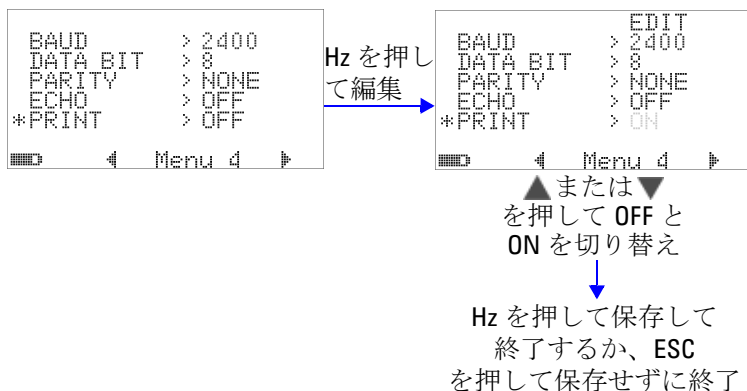 BAUD > 2400
DATA BIT > 8
PARITY > NONE
ECHO > OFF
*PRINT > OFF
Menu 4
Hz を押し
て編集
EDIT
BAUD > 2400
DATA BIT > 8
PARITY > NONE
ECHO > OFF
*PRINT > ON
Menu 4
▲または▼
を押して OFF と
ON を切り替え
Hz を押して保存して
終了するか、ESC
を押して保存せずに終了